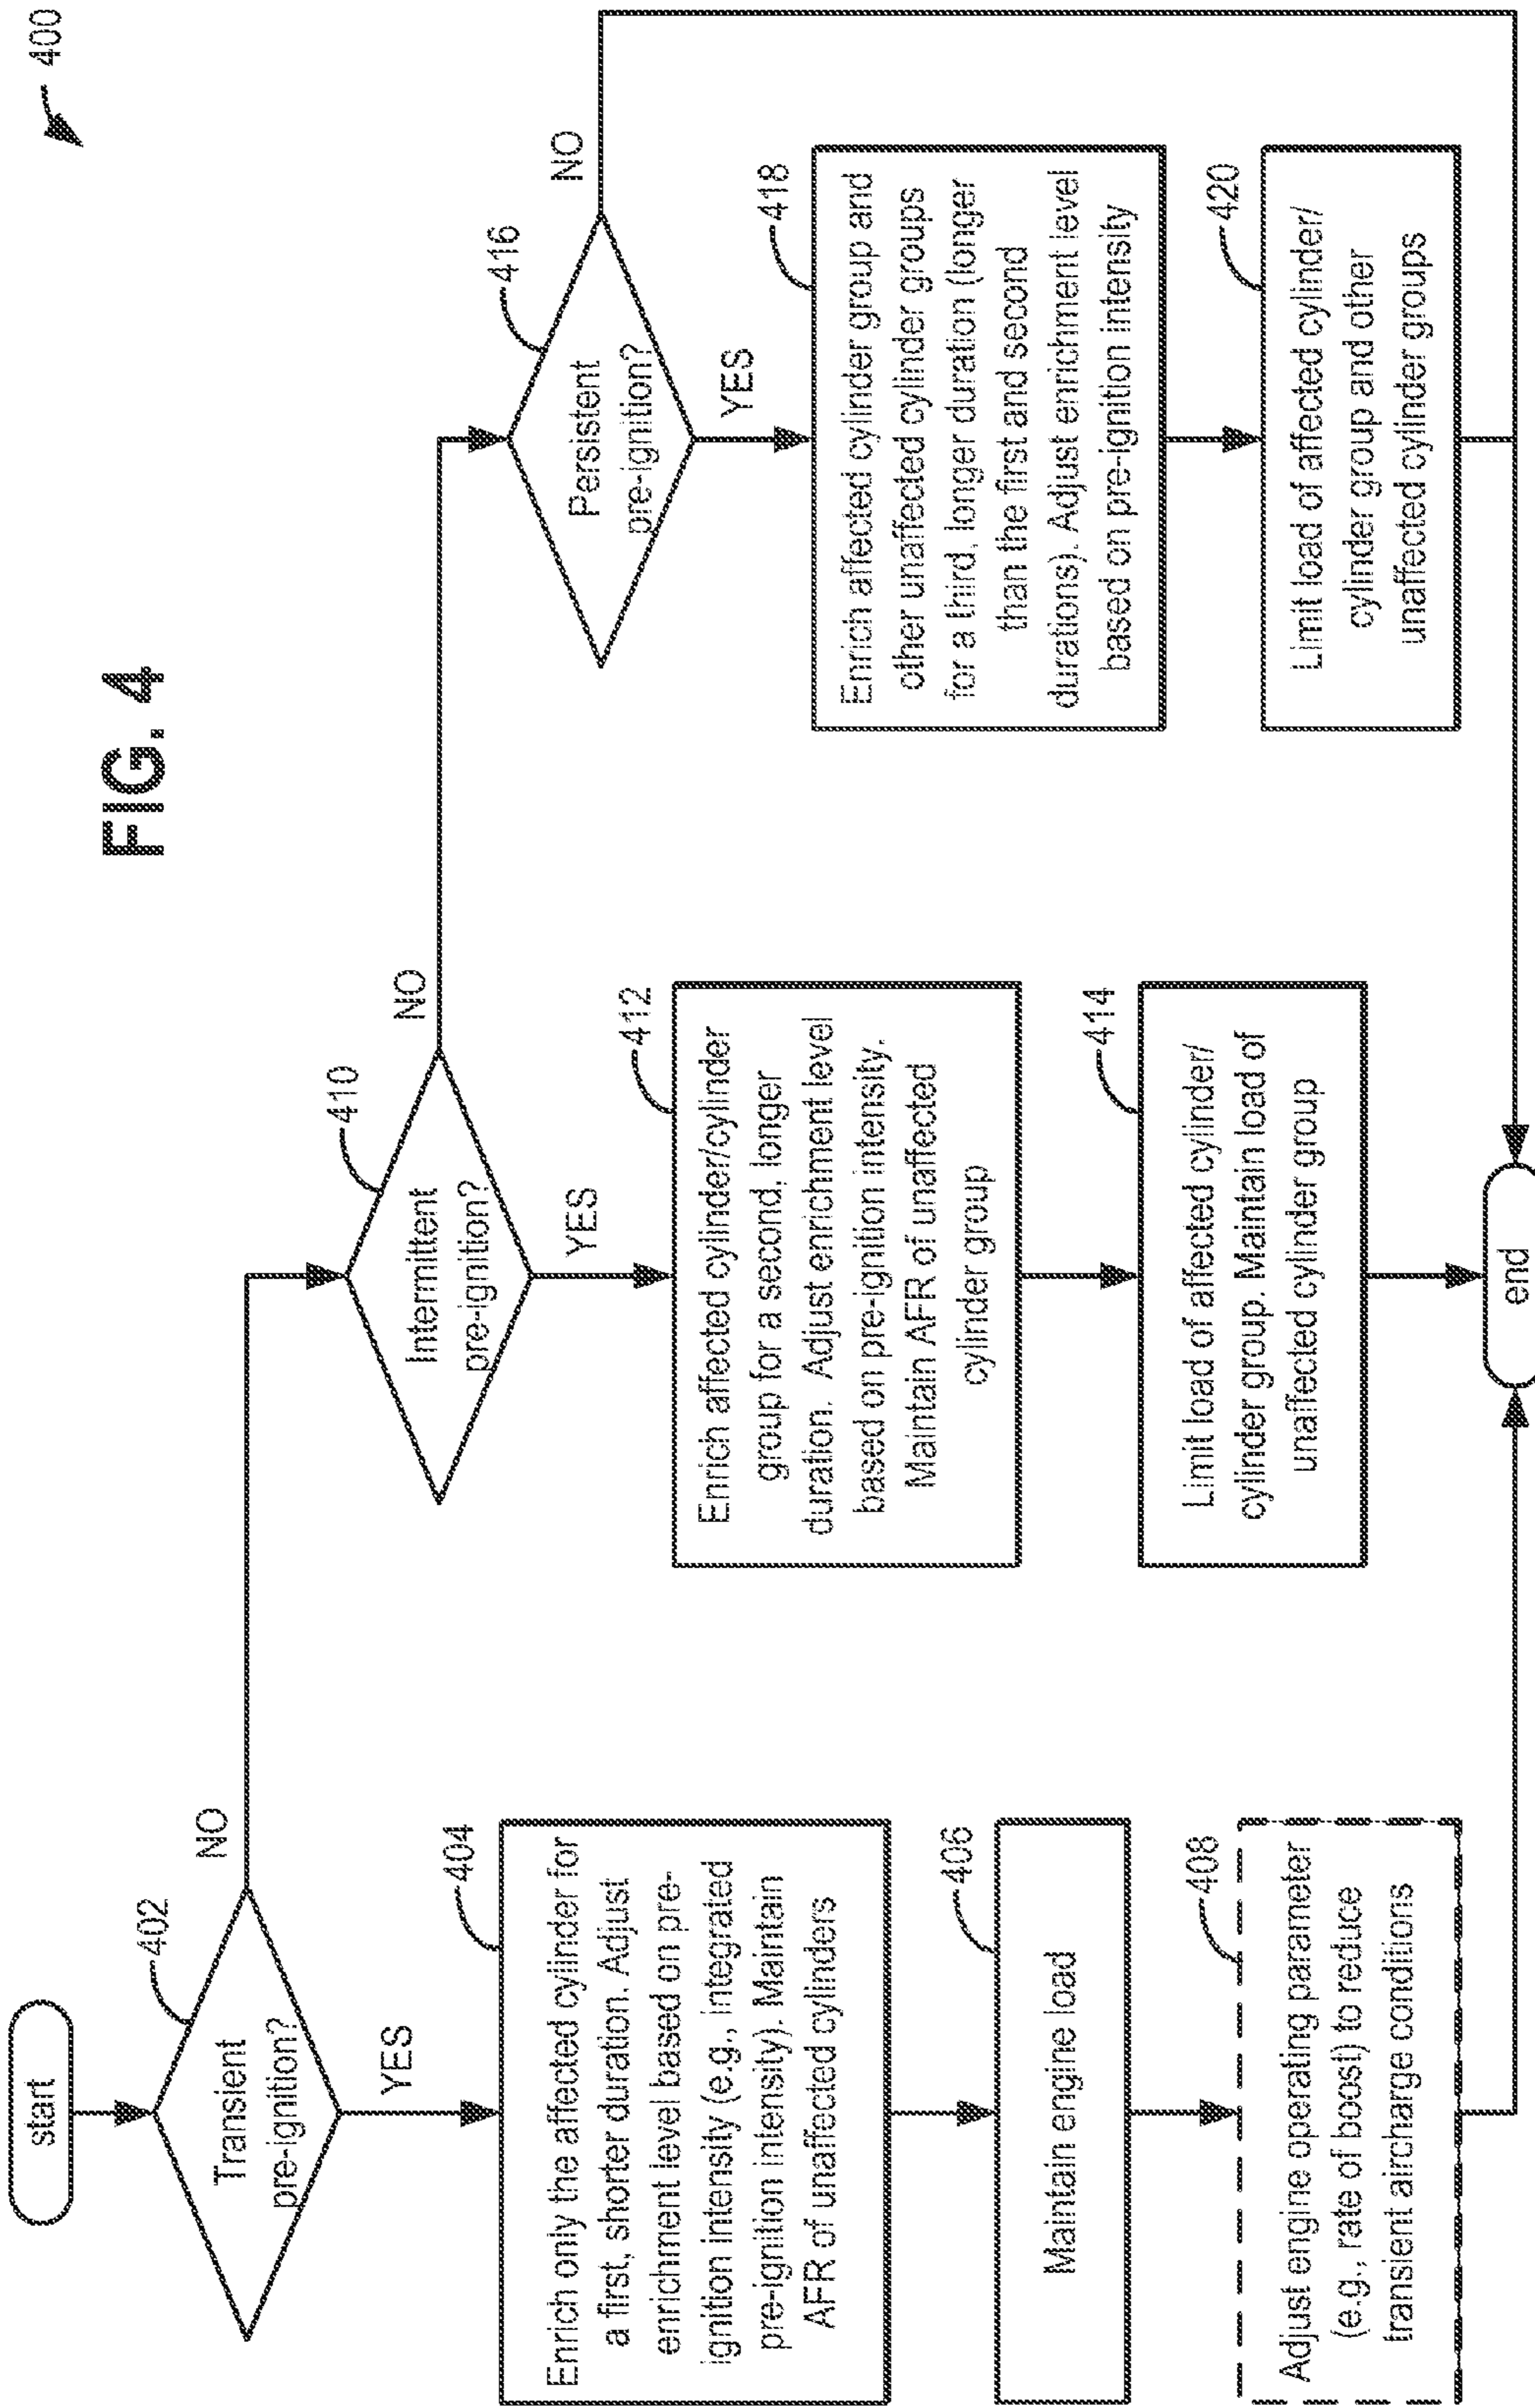 FIG. 4
400
start
402
Transient
pre-ignition?
NO
YES
404
Enrich only the affected cylinder for
a first, shorter duration. Adjust
enrichment level based on pre-
ignition intensity (e.g., integrated
pre-ignition intensity). Maintain
AFR of unaffected cylinders
406
Maintain engine load
408
Adjust engine operating parameter
(e.g., rate of boost) to reduce
transient aircharge conditions
410
Intermittent
pre-ignition?
NO
YES
412
Enrich affected cylinder/cylinder
group for a second, longer
duration. Adjust enrichment level
based on pre-ignition intensity.
Maintain AFR of unaffected
cylinder group
414
Limit load of affected cylinder/
cylinder group. Maintain load of
unaffected cylinder group
416
Persistent
pre-ignition?
NO
YES
418
Enrich affected cylinder group and
other unaffected cylinder groups
for a third, longer duration (longer
than the first and second
durations). Adjust enrichment level
based on pre-ignition intensity
420
Limit load of affected cylinder/
cylinder group and other
unaffected cylinder groups
end